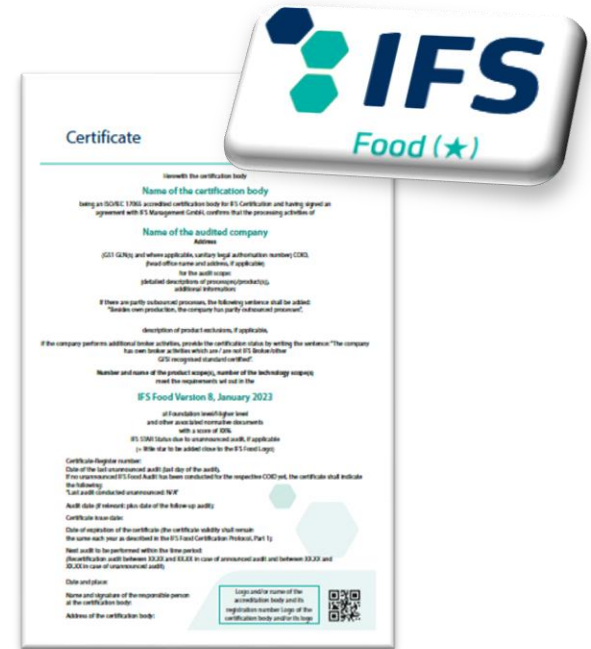 IFS
Food (★)
Certificate
Herewith the certification body
Name of the certification body
being an ISO/IEC 17065 accredited certification body for IFS Certification and having signed an
agreement with IFS Management GmbH, confirms that the processing activities of
Name of the audited company
Address
(GS1 GLN(s) and where applicable, sanitary legal authorisation number) COID,
(head office name and address, if applicable)
for the audit scope:
(detailed descriptions of process(es)/product(s),
additional information:
If there are partly outsourced processes, the following sentence shall be added:
"Besides own production, the company has partly outsourced processes".
description of product exclusions, if applicable,
If the company performs additional broker activities, provide the certification status by writing the sentence: "The company
has own broker activities which are / are not IFS Broker/other
GFSI recognised standard certified".
Number and name of the product scope(s), number of the technology scope(s)
meet the requirements set out in the
IFS Food Version 8, January 2023
at Foundation level/Higher level
and other associated normative documents
with a score of XX%
IFS STAR Status due to unannounced audit, if applicable
(+ little star to be added close to the IFS Food Logo)
Certificate-Register number:
Date of the last unannounced audit (last day of the audit).
If no unannounced IFS Food Audit has been conducted for the respective COID yet, the certificate shall indicate
the following:
"Last audit conducted unannounced: N/A"
Audit date (if relevant: plus date of the follow-up audit):
Certificate issue date:
Date of expiration of the certificate (the certificate validity shall remain
the same each year as described in the IFS Food Certification Protocol, Part 1):
Next audit to be performed within the time period:
(Recertification audit between XX.XX and XX.XX in case of announced audit and between XX.XX and
XX.XX in case of unannounced audit)
Date and place:
Name and signature of the responsible person
at the certification body:
Address of the certification body:
Logo and/or name of the
accreditation body and its
registration number Logo of the
certification body and/or its logo